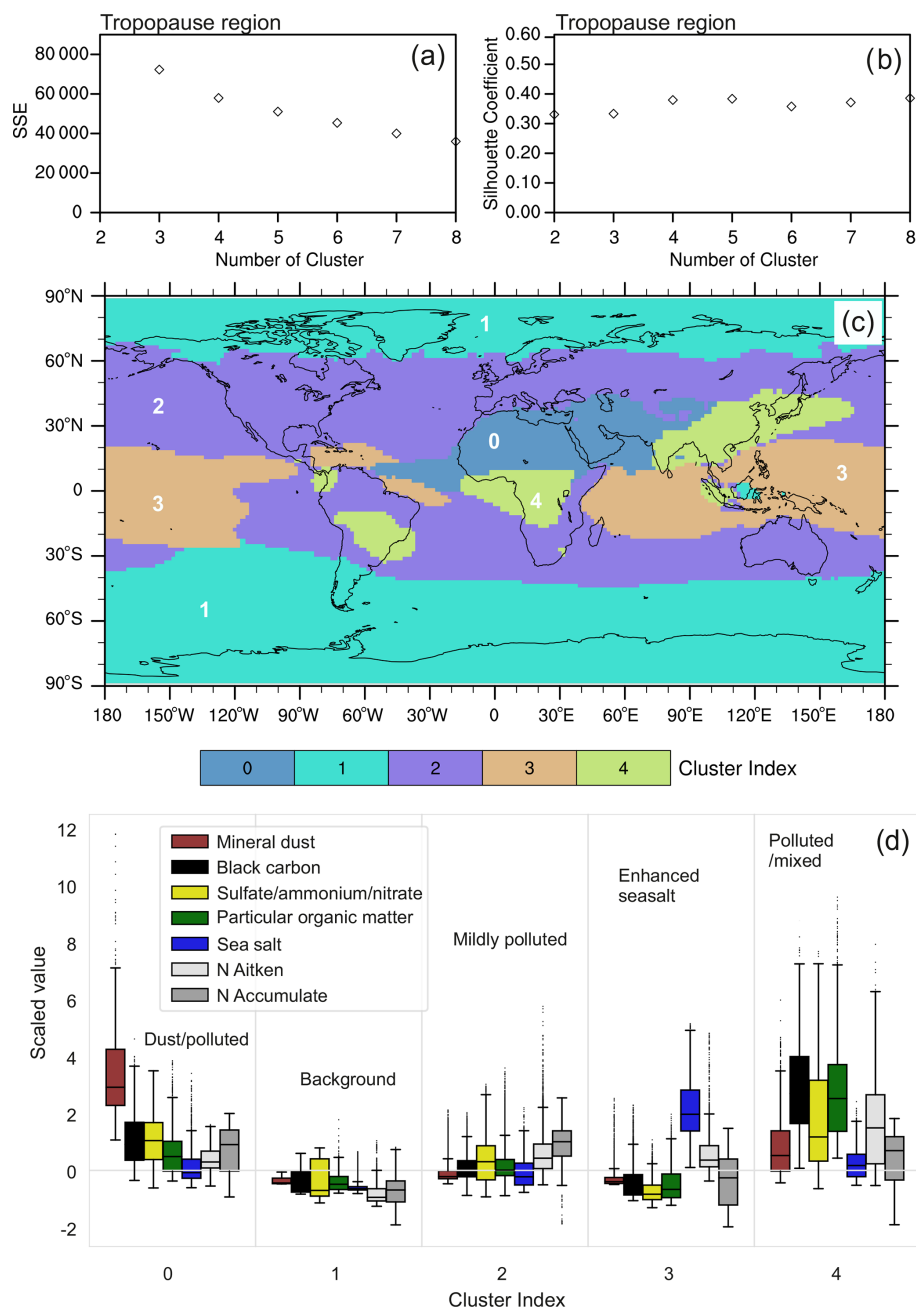 Tropopause region
(a)
SSE
80 000
60 000
40 000
20 000
0
2 3 4 5 6 7 8
Number of Cluster
Tropopause region
(b)
Silhouette Coefficient
0.60
0.50
0.40
0.30
0.20
0.10
0.00
2 3 4 5 6 7 8
Number of Cluster
(c)
90°N
60°N
30°N
0
30°S
60°S
90°S
1
2
0
3
3
4
1
180 150°W 120°W 90°W 60°W 30°W 0 30°E 60°E 90°E 120°E 150°E 180
0 1 2 3 4 Cluster Index
(d)
Scaled value
12
10
8
6
4
2
0
-2
Mineral dust
Black carbon
Sulfate/ammonium/nitrate
Particular organic matter
Sea salt
N Aitken
N Accumulate
Dust/polluted
Background
Mildly polluted
Enhanced
seasalt
Polluted
/mixed
0 1 2 3 4
Cluster Index